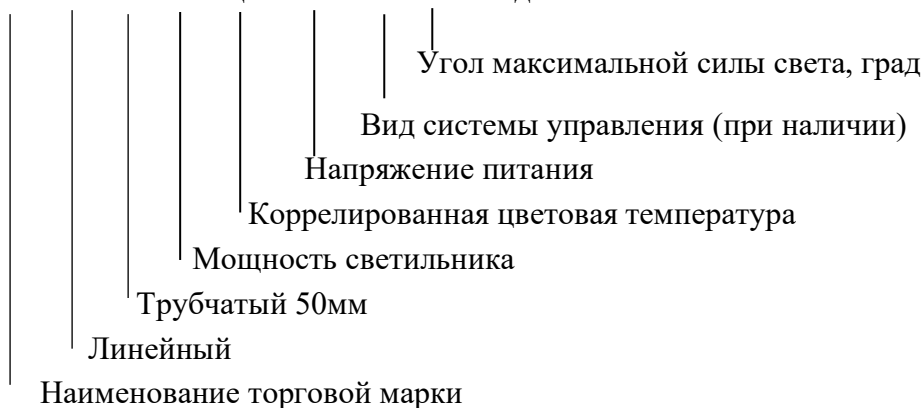 Угол максимальной силы света, град
Вид системы управления (при наличии)
Напряжение питания
Коррелированная цветовая температура
Мощность светильника
Трубчатый 50мм
Линейный
Наименование торговой марки